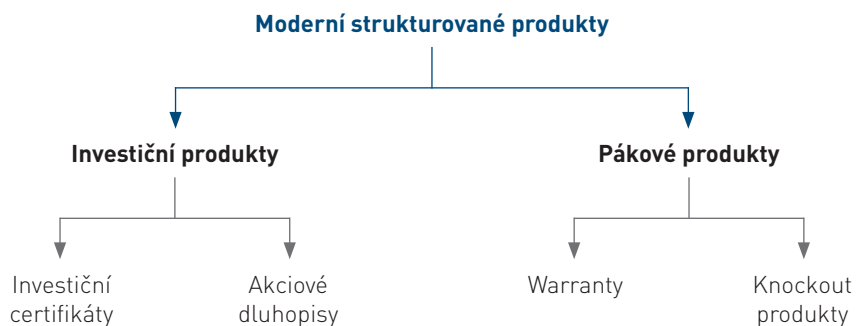 Moderní strukturované produkty
Investiční produkty
Pákové produkty
Investiční
certifikáty
Akciové
dluhopisy
Warranty
Knockout
produkty